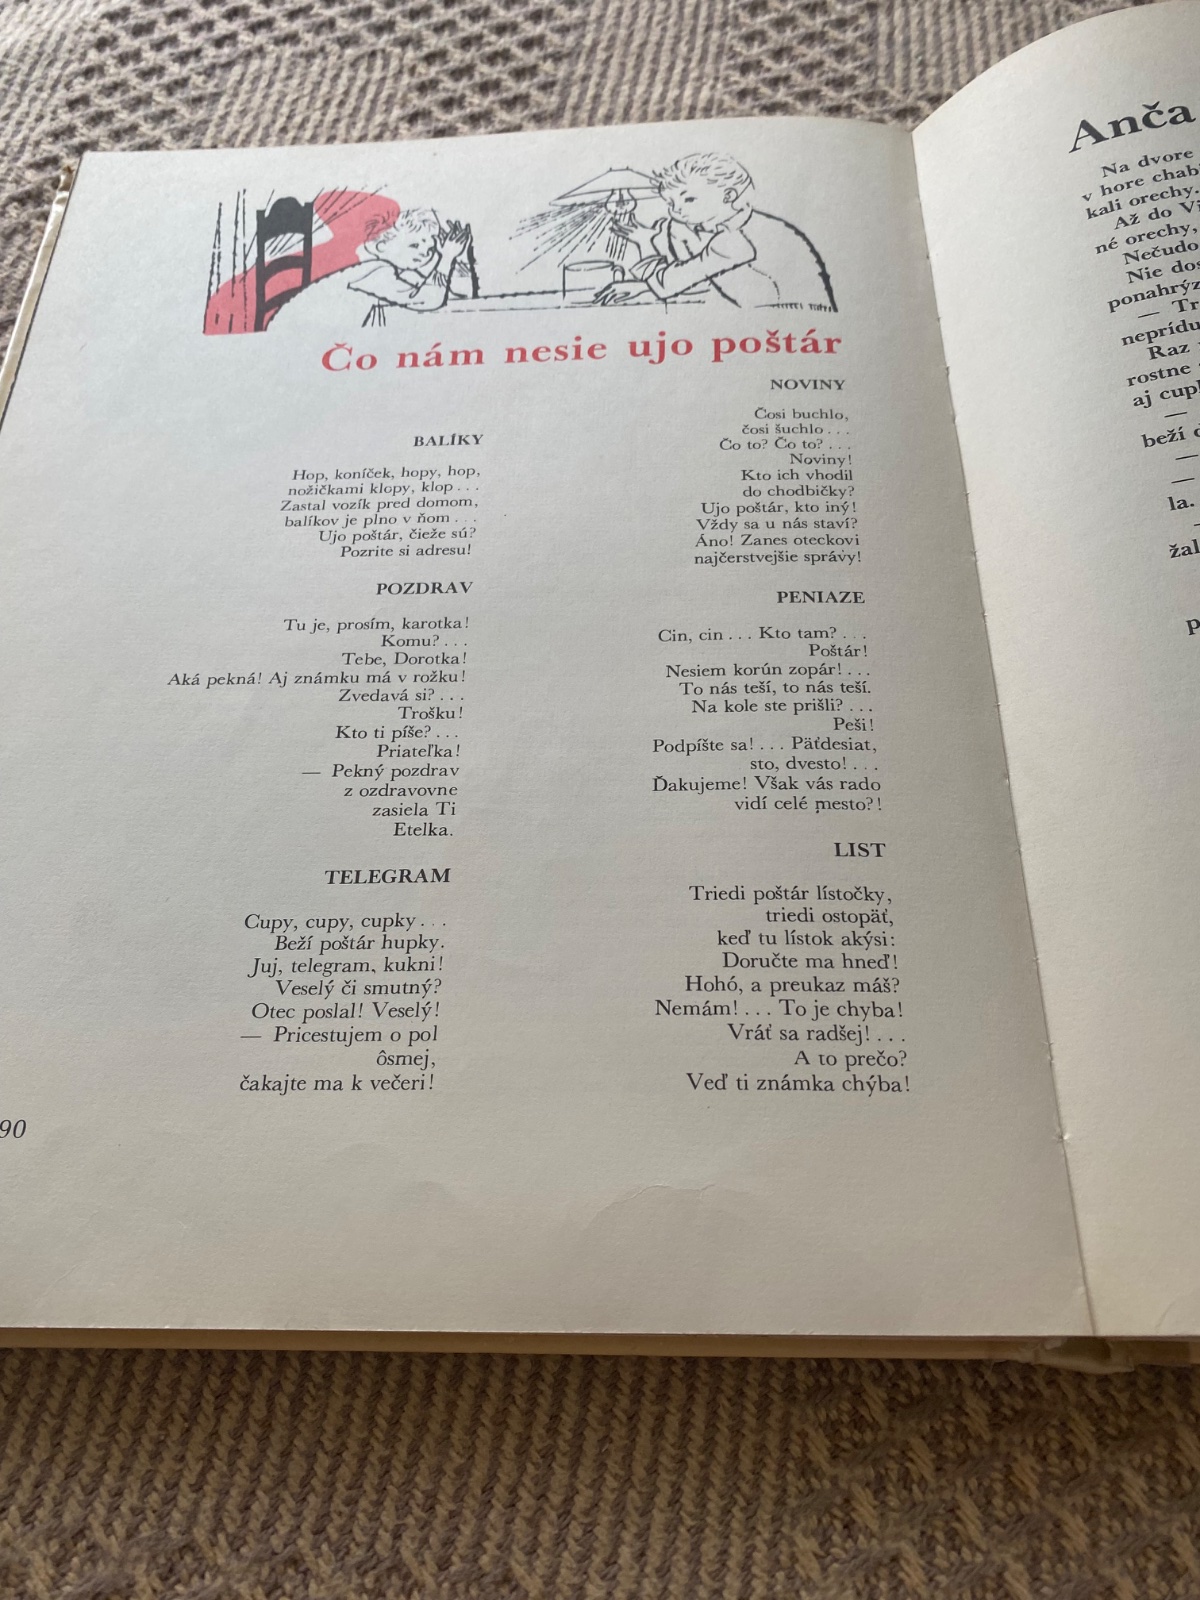 Čo nám nesie ujo poštár
BALÍKY
Hop, koníček, hopy, hop,
nožičkami klopy, klop . . .
Zastal vozík pred domom,
balíkov je plno v ňom . . .
Ujo poštár, čieže sú?
Pozrite si adresu!
POZDRAV
Tu je, prosím, karotka!
Komu? . . .
Tebe, Dorotka!
Aká pekná! Aj známku má v rožku!
Zvedavá si? . . .
Trošku!
Kto ti píše? . . .
Priateľka!
— Pekný pozdrav
z ozdravovne
zasiela Ti
Etelka.
TELEGRAM
Cupy, cupy, cupky . . .
Beží poštár hupky.
Juj, telegram, kukni!
Veselý či smutný?
Otec poslal! Veselý!
— Pricestujem o pol
ôsmej,
čakajte ma k večeri!
NOVINY
Čosi buchlo,
čosi šuchlo . . .
Čo to? Čo to? . . .
Noviny!
Kto ich vhodil
do chodbičky?
Ujo poštár, kto iný!
Vždy sa u nás staví?
Áno! Zanes oteckovi
najčerstvejšie správy!
PENIAZE
Cin, cin . . . Kto tam? . . .
Poštár!
Nesiem korún zopár! . . .
To nás teší, to nás teší.
Na kole ste prišli? . . .
Peši!
Podpíšte sa! . . . Päťdesiat,
sto, dvesto! . . .
Ďakujeme! Však vás rado
vidí celé mesto?!
LIST
Triedi poštár lístočky,
triedi ostopäť,
keď tu lístok akýsi:
Doručte ma hneď!
Hohó, a preukaz máš?
Nemám! . . . To je chyba!
Vráť sa radšej! . . .
A to prečo?
Veď ti známka chýba!
90
Anča
Na dvore
v hore
kali orechy.
Až do
né orechy,
Nie
—
Raz
rostne
aj
—
beží
—
—
la.